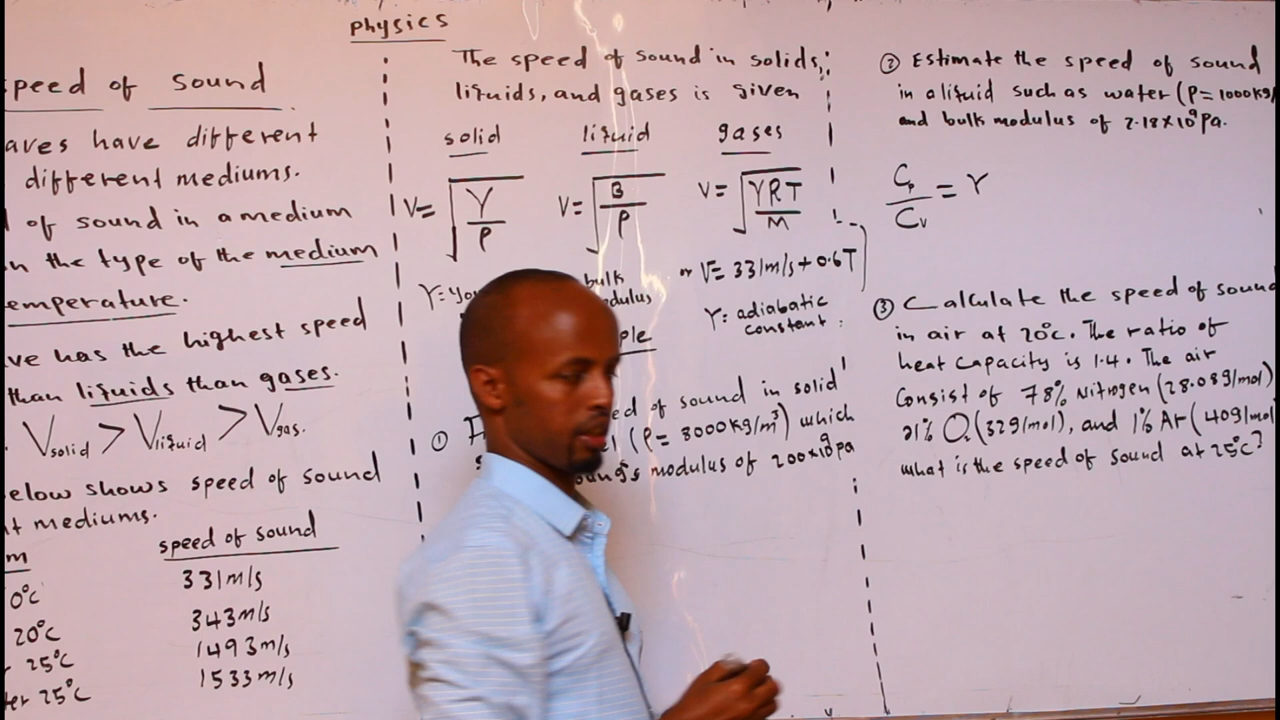 Physics
speed of sound
aves have different
different mediums.
of sound in a medium
n the type of the medium
emperature.
ve has the highest speed
than liquids than gases.
Vsolid > Vliquid > Vgas.
elow shows speed of sound
t mediums.
m speed of sound
0°c 331m/s
20°c 343m/s
25°c 1493m/s
ter 25°c 1533m/s
The speed of sound in solids,
liquids, and gases is given
solid liquid gases
V= √(Y/ρ) V= √(B/ρ) V= √(γRT/M)
or V= 331m/s + 0.6T
Y= you bulk
dulus
γ: adiabatic
constant.
ple
① F ed of sound in solid
s el (ρ= 8000kg/m³) which
oung's modulus of 200x10⁹pa
② Estimate the speed of sound
in a liquid such as water (ρ= 1000kg/
and bulk modulus of 2.18x10⁹pa.
Cp/Cv = γ
③ Calculate the speed of sound
in air at 20°c. The ratio of
heat capacity is 1.4. The air
Consist of 78% Nitrogen (28.08g/mol)
21% O₂ (32g/mol), and 1% Ar (40g/mol
what is the speed of sound at 25°c?